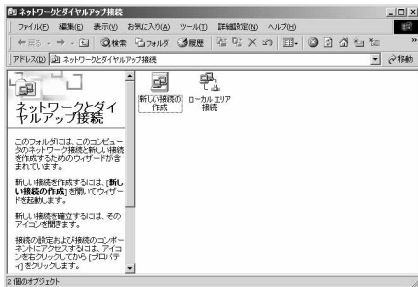 ネットワークとダイヤルアップ接続
ファイル(F) 編集(E) 表示(V) お気に入り(A) ツール(T) 詳細設定(N) ヘルプ(H)
戻る 検索 フォルダ 履歴
アドレス(D) ネットワークとダイヤルアップ接続 移動
ネットワークとダイ
ヤルアップ接続
このフォルダには、このコンピュー
タのネットワーク接続と新しい接続
を作成するためのウィザードが含
まれています。
新しい接続を作成するには、[新し
い接続の作成] を開いてウィザー
ドを起動します。
新しい接続を確立するには、その
アイコンを開きます。
接続の設定および接続のコンポー
ネントにアクセスするには、アイコ
ンを右クリックしてから [プロパテ
ィ] をクリックします。
新しい接続の
作成
ローカル エリア
接続
2 個のオブジェクト